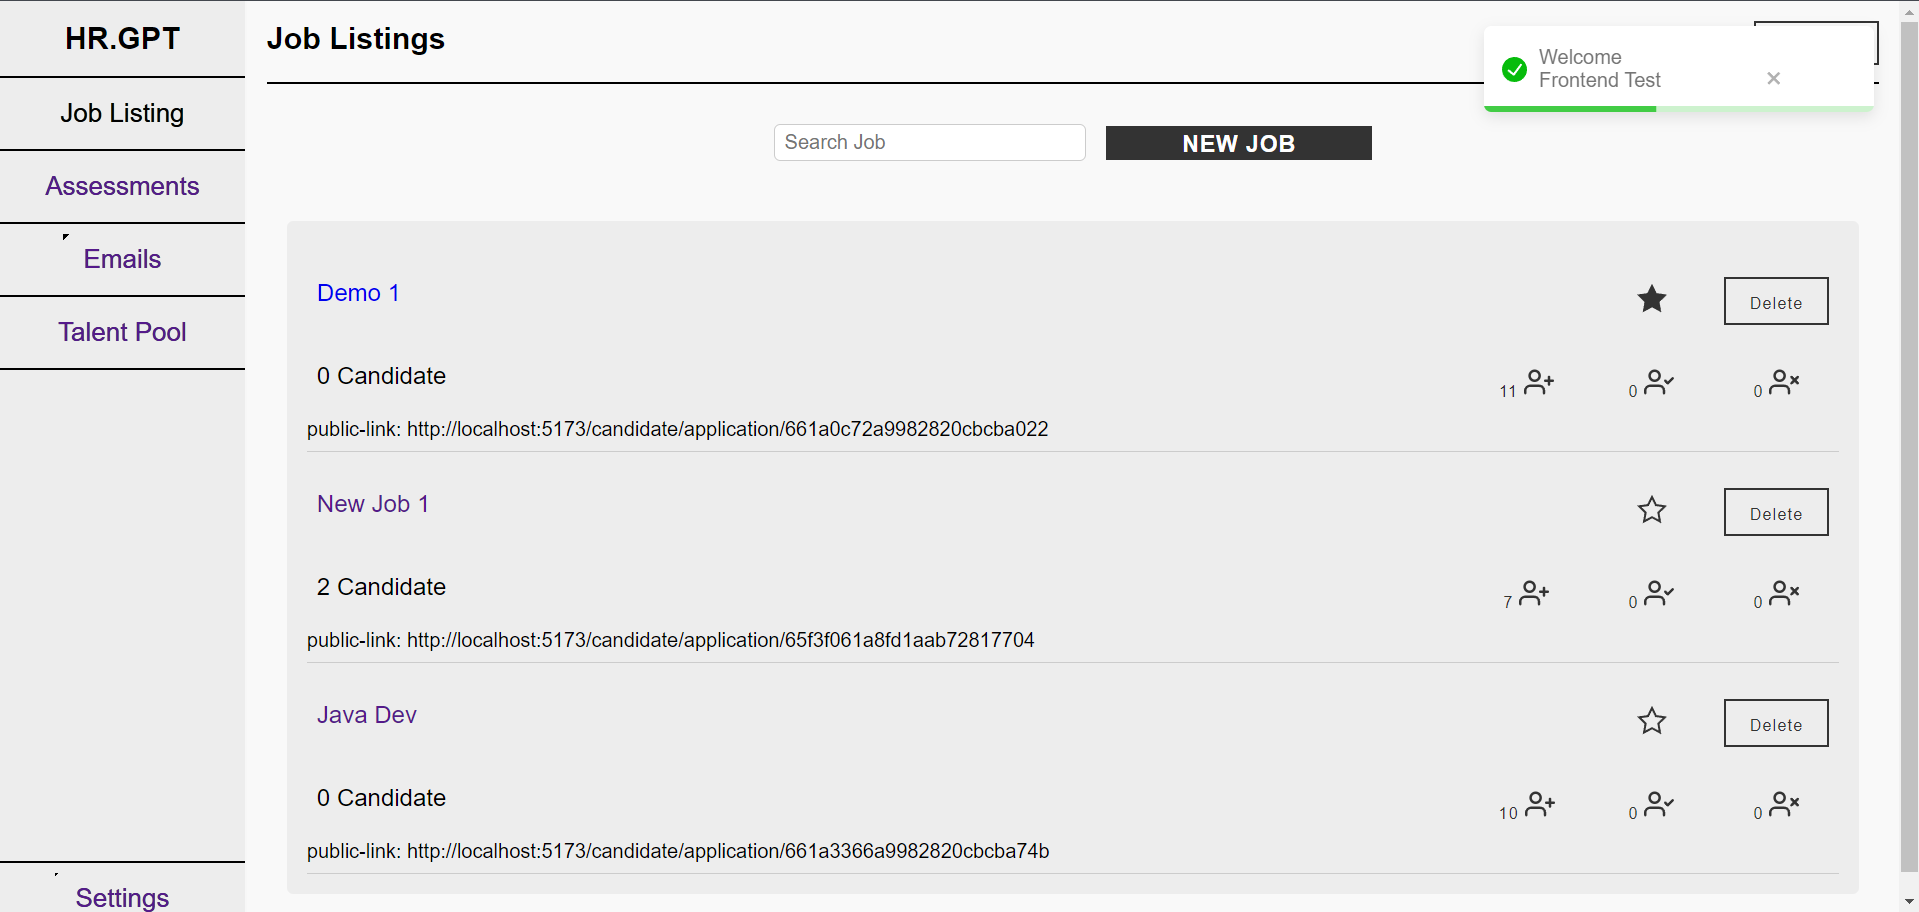 HR.GPT
Job Listing
Assessments
Emails
Talent Pool
Settings
Job Listings
Welcome
Frontend Test
Search Job
NEW JOB
Demo 1
Delete
0 Candidate
11
0
0
public-link: http://localhost:5173/candidate/application/661a0c72a9982820cbcba022
New Job 1
Delete
2 Candidate
7
0
0
public-link: http://localhost:5173/candidate/application/65f3f061a8fd1aab72817704
Java Dev
Delete
0 Candidate
10
0
0
public-link: http://localhost:5173/candidate/application/661a3366a9982820cbcba74b